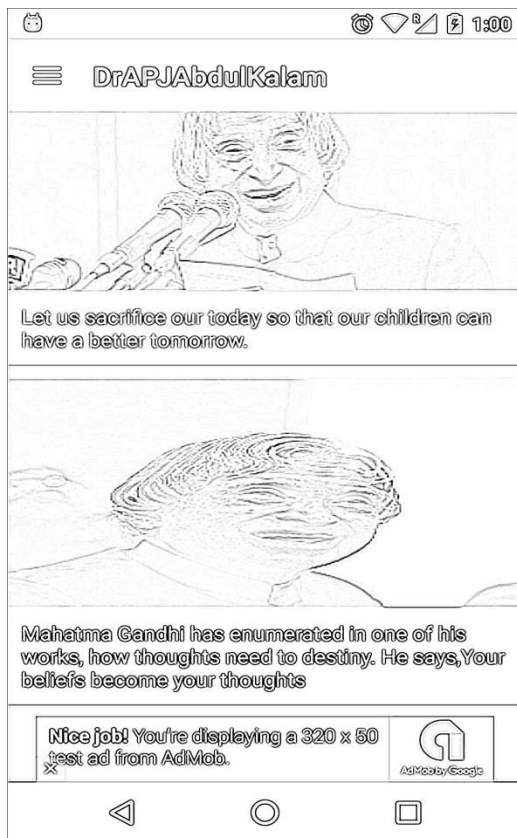 R
1:00
DrAPJAbdulKalam
Let us sacrifice our today so that our children can
have a better tomorrow.
Mahatma Gandhi has enumerated in one of his
works, how thoughts need to destiny. He says,Your
beliefs become your thoughts
Nice job! You're displaying a 320 x 50
test ad from AdMob.
AdMob by Google